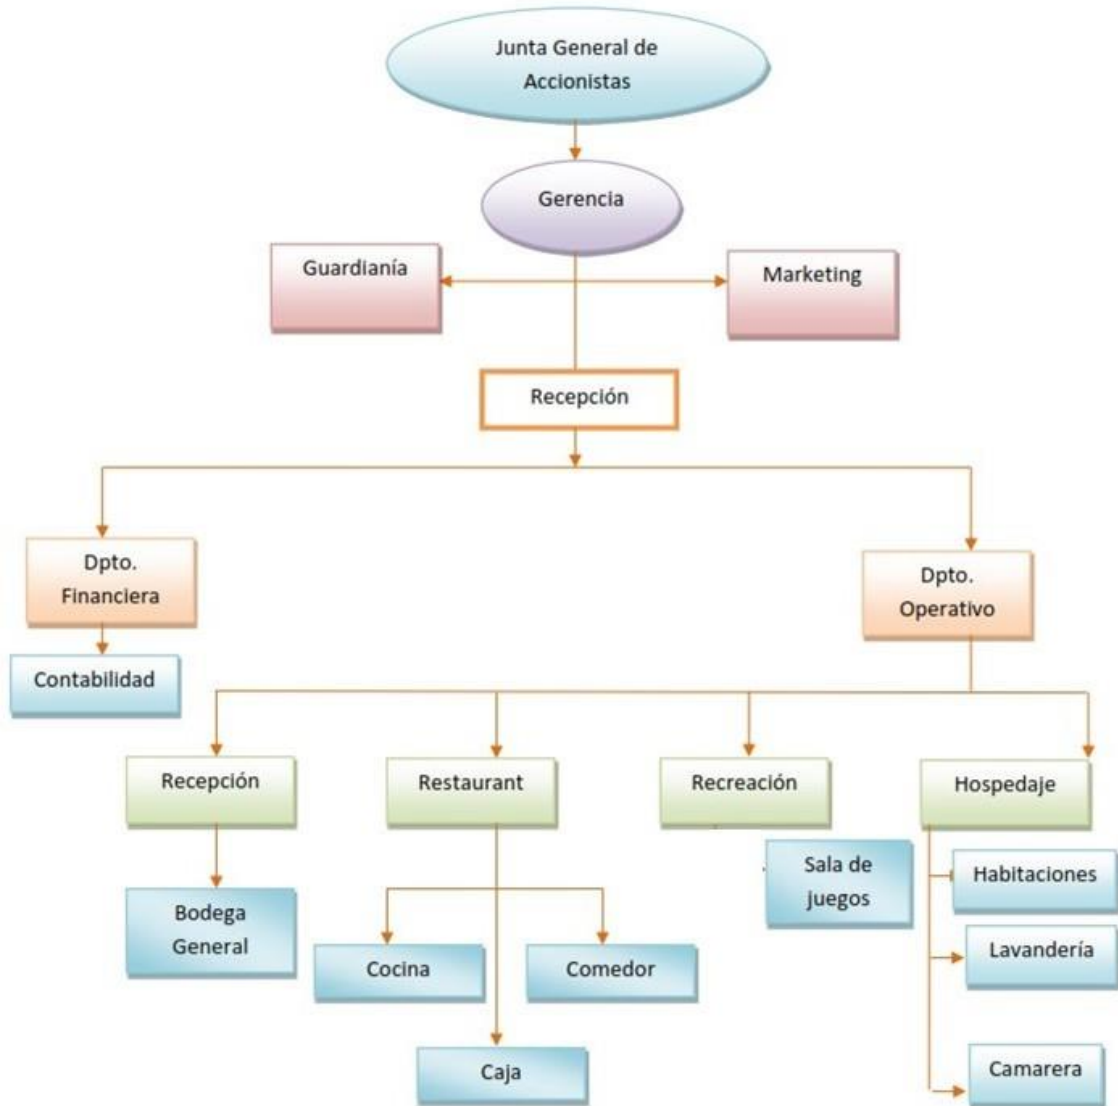 Junta General de
Accionistas
Gerencia
Guardianía
Marketing
Recepción
Dpto.
Financiera
Dpto.
Operativo
Contabilidad
Recepción
Restaurant
Recreación
Hospedaje
Bodega
General
Cocina
Comedor
Caja
Sala de
juegos
Habitaciones
Lavandería
Camarera